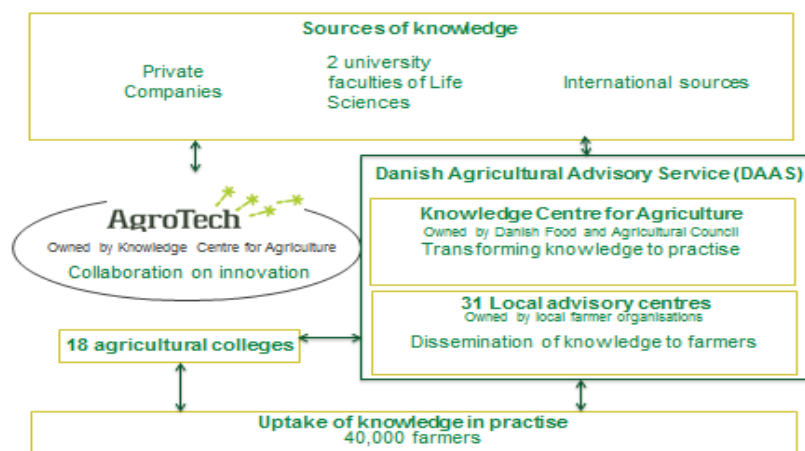 Sources of knowledge
Private
Companies
2 university
faculties of Life
Sciences
International sources
AgroTech
Owned by Knowledge Centre for Agriculture
Collaboration on innovation
Danish Agricultural Advisory Service (DAAS)
Knowledge Centre for Agriculture
Owned by Danish Food and Agricultural Council
Transforming knowledge to practise
31 Local advisory centres
Owned by local farmer organisations
Dissemination of knowledge to farmers
18 agricultural colleges
Uptake of knowledge in practise
40,000 farmers